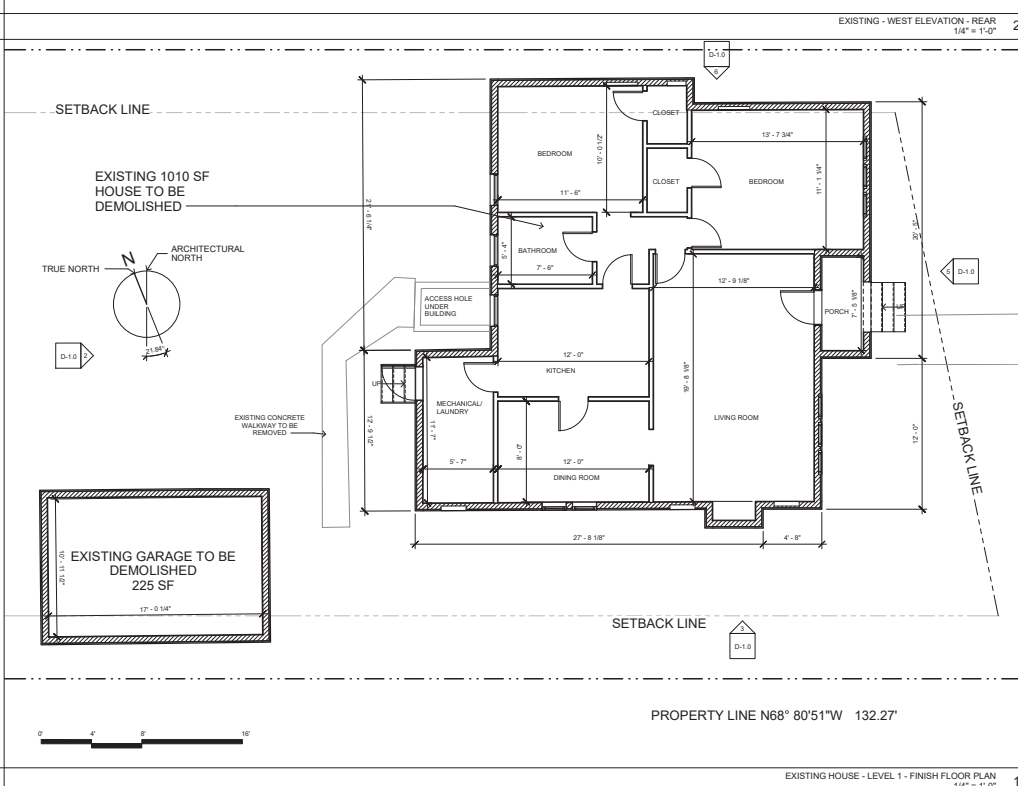 EXISTING - WEST ELEVATION - REAR
1/4" = 1'-0"
2
D-1.0
6
SETBACK LINE
CLOSET
13' - 7 3/4"
BEDROOM
10' - 0 1/2"
11' - 1 1/4"
EXISTING 1010 SF
HOUSE TO BE
DEMOLISHED
CLOSET
BEDROOM
11' - 6"
21' - 6 1/4"
N
ARCHITECTURAL
NORTH
TRUE NORTH
5' - 4"
BATHROOM
7' - 6"
12' - 9 1/8"
5
D-1.0
ACCESS HOLE
UNDER
BUILDING
PORCH
7' - 5 1/8"
UP
21.84°
D-1.0
2
12' - 0"
KITCHEN
19' - 8 1/8"
UP
MECHANICAL/
LAUNDRY
LIVING ROOM
EXISTING CONCRETE
WALKWAY TO BE
REMOVED
12' - 9 1/2"
11' - 7"
8' - 0"
12' - 0"
SETBACK LINE
5' - 7"
12' - 0"
DINING ROOM
27' - 8 1/8"
4' - 8"
EXISTING GARAGE TO BE
DEMOLISHED
225 SF
10' - 11 1/2"
17' - 0 1/4"
SETBACK LINE
3
D-1.0
PROPERTY LINE N68° 80'51"W 132.27'
0' 4' 8' 16'
EXISTING HOUSE - LEVEL 1 - FINISH FLOOR PLAN
1/4" = 1'-0"
1